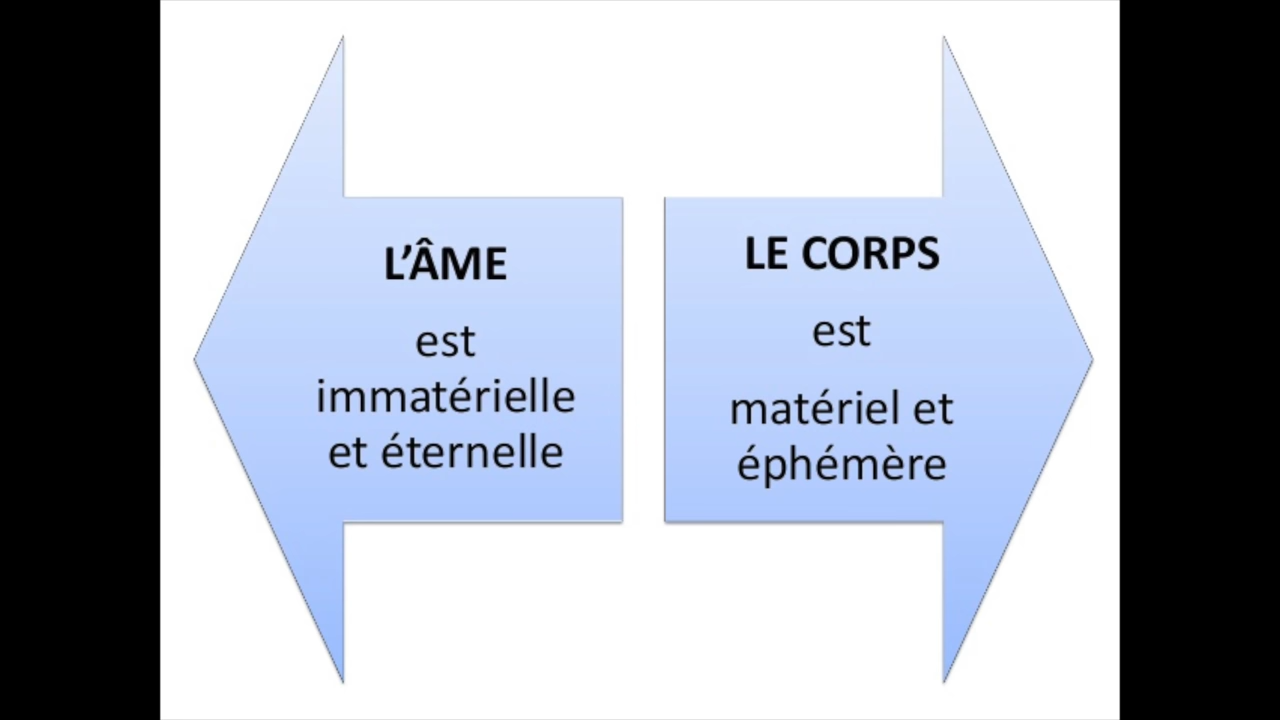 L’ÂME
est
immatérielle
et éternelle
LE CORPS
est
matériel et
éphémère